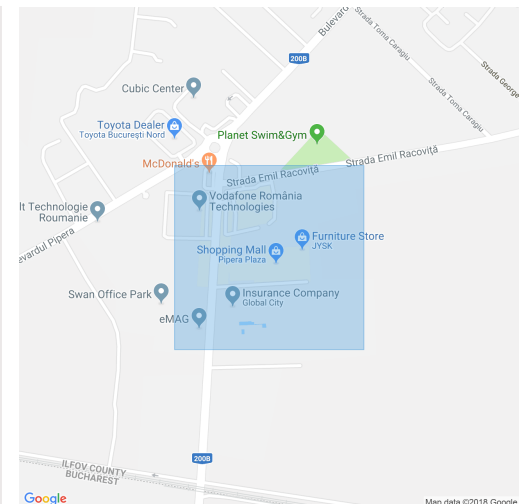 Bulevard
Strada Toma Caragiu
Strada George
200B
Cubic Center
Strada Toma Caragiu
Toyota Dealer
Toyota București Nord
Planet Swim&Gym
McDonald's
Strada Emil Racoviță
Strada Emil Racoviță
Vodafone România
Technologies
lt Technologie
Roumanie
evardul Pipera
Furniture Store
JYSK
Shopping Mall
Pipera Plaza
Swan Office Park
Insurance Company
Global City
eMAG
200B
ILFOV COUNTY
BUCHAREST
Google
Map data ©2018 Google